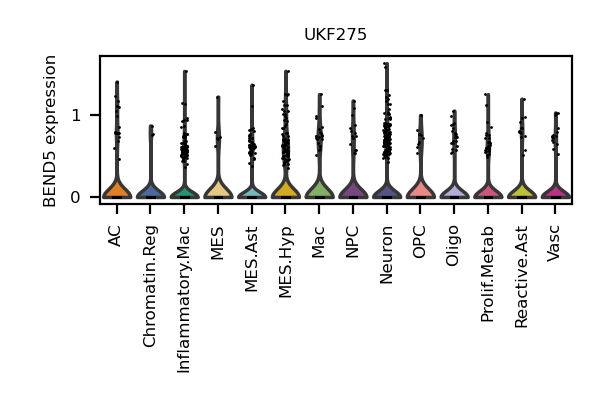 UKF275
BEND5 expression
1
0
AC
Chromatin.Reg
Inflammatory.Mac
MES
MES.Ast
MES.Hyp
Mac
NPC
Neuron
OPC
Oligo
Prolif.Metab
Reactive.Ast
Vasc